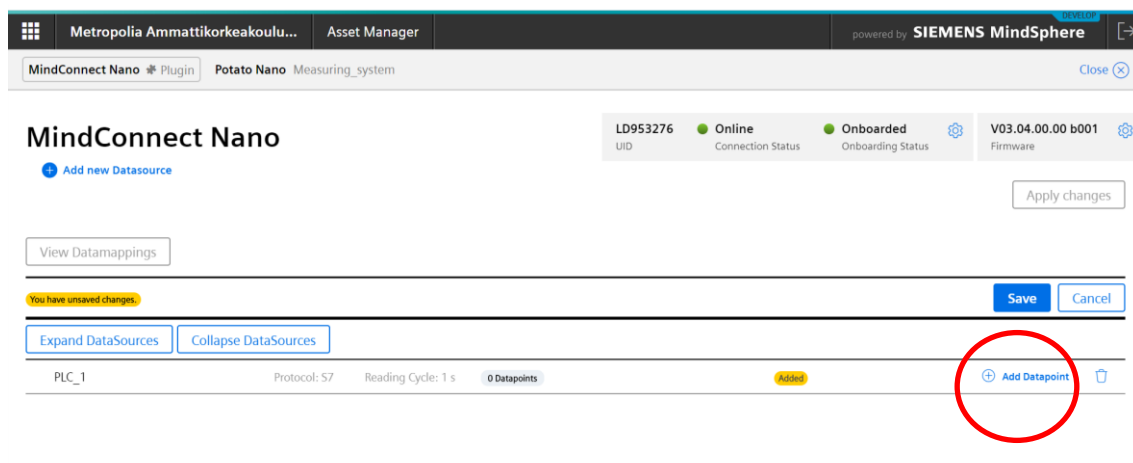 DEVELOP
Metropolia Ammattikorkeakoulu... Asset Manager powered by SIEMENS MindSphere
MindConnect Nano Plugin Potato Nano Measuring_system Close
MindConnect Nano
LD953276 Online Onboarded V03.04.00.00 b001
UID Connection Status Onboarding Status Firmware
Add new Datasource
Apply changes
View Datamappings
You have unsaved changes. Save Cancel
Expand DataSources Collapse DataSources
PLC_1 Protocol: S7 Reading Cycle: 1 s 0 Datapoints Added Add Datapoint